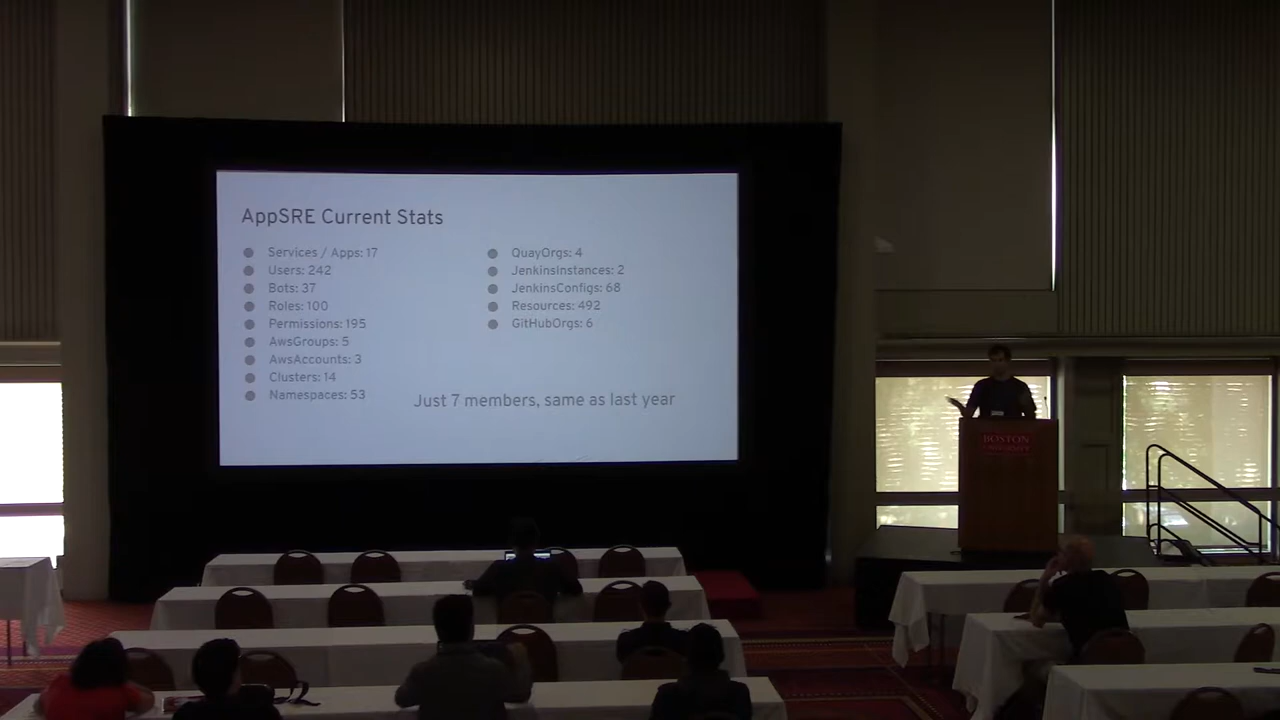 AppSRE Current Stats
Services / Apps: 17
Users: 242
Bots: 37
Roles: 100
Permissions: 195
AwsGroups: 5
AwsAccounts: 3
Clusters: 14
Namespaces: 53
QuayOrgs: 4
JenkinsInstances: 2
JenkinsConfigs: 68
Resources: 492
GitHubOrgs: 6
Just 7 members, same as last year
BOSTON
UNIVERSITY